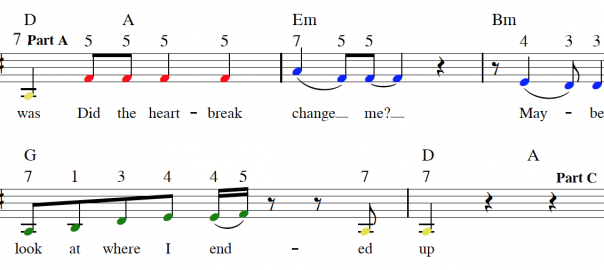 D A Em Bm
7 Part A 5 5 5 5 7 5 5 4 3 3
was Did the heart - break change__ me?__ May - be
G D A
7 1 3 4 4 5 7 7 Part C
look at where I end - ed up